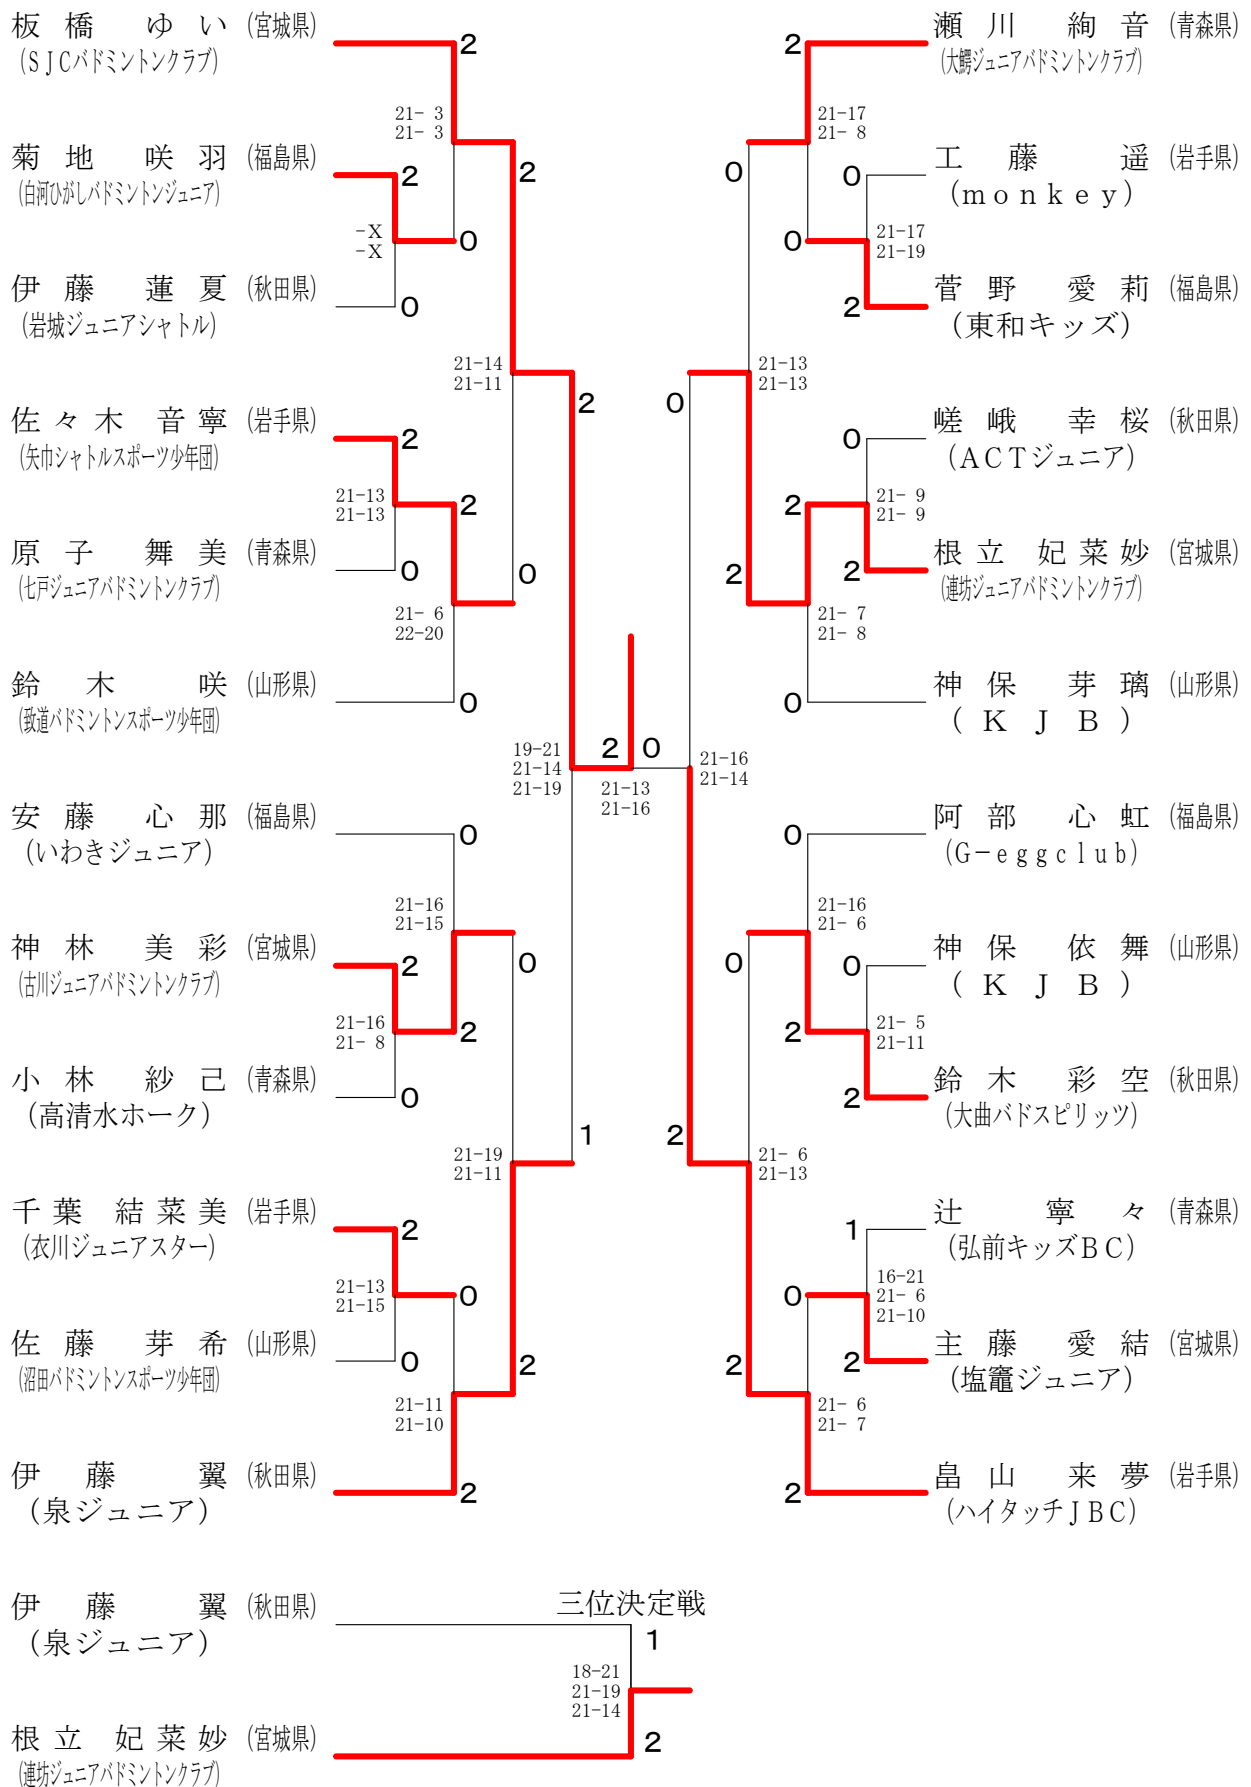 板橋 ゆい (宮城県)
(SJCバドミントンクラブ)
2
21- 3
21- 3
菊地 咲羽 (福島県)
(白河ひがしバドミントンジュニア)
2
2
-X
-X
0
伊藤 蓮夏 (秋田県)
(岩城ジュニアシャトル)
0
21-14
21-11
2
佐々木 音寧 (岩手県)
(矢巾シャトルスポーツ少年団)
2
21-13
21-13
2
原子 舞美 (青森県)
(七戸ジュニアバドミントンクラブ)
0
0
21- 6
22-20
鈴木 咲 (山形県)
(致道バドミントンスポーツ少年団)
0
19-21
21-14
21-19
2 0
21-13
21-16
安藤 心那 (福島県)
(いわきジュニア)
0
21-16
21-15
神林 美彩 (宮城県)
(古川ジュニアバドミントンクラブ)
2
0
21-16
21- 8
2
小林 紗己 (青森県)
(高清水ホーク)
0
1
21-19
21-11
千葉 結菜美 (岩手県)
(衣川ジュニアスター)
2
21-13
21-15
0
佐藤 芽希 (山形県)
(沼田バドミントンスポーツ少年団)
0
2
21-11
21-10
伊藤 翼 (秋田県)
(泉ジュニア)
2
2
瀬川 絢音 (青森県)
(大鰐ジュニアバドミントンクラブ)
21-17
21- 8
0
0
工藤 遥 (岩手県)
(monkey)
0
21-17
21-19
2
菅野 愛莉 (福島県)
(東和キッズ)
21-13
21-13
0
0
嵯峨 幸桜 (秋田県)
(ACTジュニア)
2
21- 9
21- 9
2
2
根立 妃菜妙 (宮城県)
(連坊ジュニアバドミントンクラブ)
21- 7
21- 8
0
神保 芽璃 (山形県)
(KJB)
21-16
21-14
0
阿部 心虹 (福島県)
(G-eggclub)
21-16
21- 6
0
0
神保 依舞 (山形県)
(KJB)
2
21- 5
21-11
2
鈴木 彩空 (秋田県)
(大曲バドスピリッツ)
2
21- 6
21-13
1
辻 寧々 (青森県)
(弘前キッズBC)
0
16-21
21- 6
21-10
2
2
主藤 愛結 (宮城県)
(塩竈ジュニア)
21- 6
21- 7
2
畠山 来夢 (岩手県)
(ハイタッチJBC)
三位決定戦
伊藤 翼 (秋田県)
(泉ジュニア)
1
18-21
21-19
21-14
根立 妃菜妙 (宮城県)
(連坊ジュニアバドミントンクラブ)
2